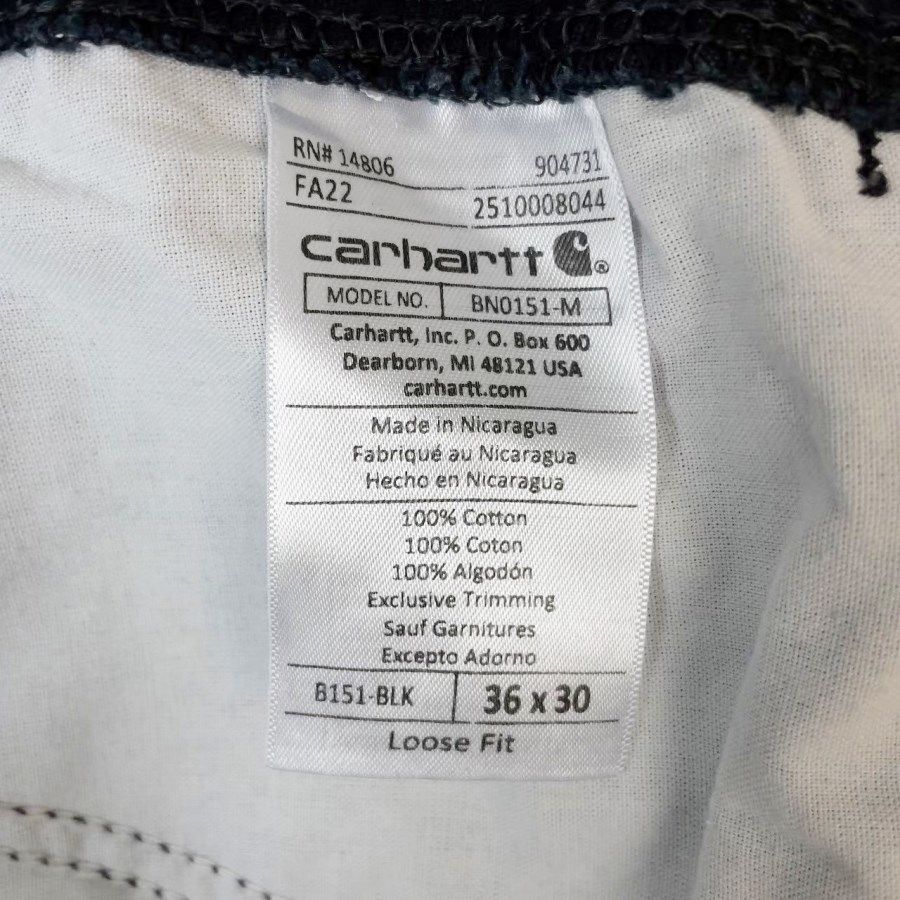 RN# 14806 904731
FA22 2510008044
carhartt ®
MODEL NO. BN0151-M
Carhartt, Inc. P. O. Box 600
Dearborn, MI 48121 USA
carhartt.com
Made in Nicaragua
Fabriqué au Nicaragua
Hecho en Nicaragua
100% Cotton
100% Coton
100% Algodón
Exclusive Trimming
Sauf Garnitures
Excepto Adorno
B151-BLK 36 x 30
Loose Fit